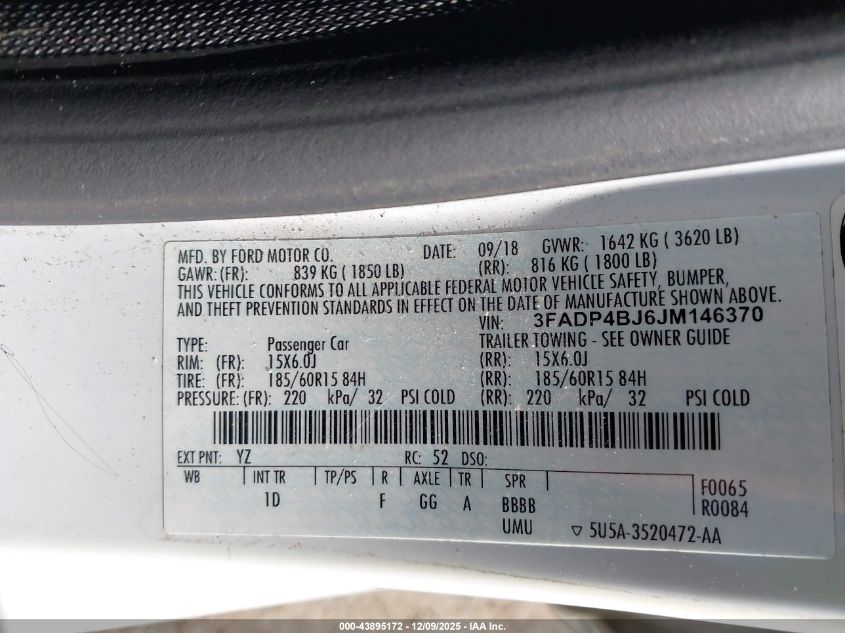 MFD. BY FORD MOTOR CO. DATE: 09/18 GVWR: 1642 KG ( 3620 LB)
GAWR: (FR): 839 KG ( 1850 LB) (RR): 816 KG ( 1800 LB)
THIS VEHICLE CONFORMS TO ALL APPLICABLE FEDERAL MOTOR VEHICLE SAFETY, BUMPER,
AND THEFT PREVENTION STANDARDS IN EFFECT ON THE DATE OF MANUFACTURE SHOWN ABOVE.
VIN: 3FADP4BJ6JM146370
TYPE: Passenger Car TRAILER TOWING - SEE OWNER GUIDE
RIM: (FR): 15X6.0J (RR): 15X6.0J
TIRE: (FR): 185/60R15 84H (RR): 185/60R15 84H
PRESSURE: (FR): 220 kPa/ 32 PSI COLD (RR): 220 kPa/ 32 PSI COLD
EXT PNT: YZ RC: 52 DSO:
WB INT TR TP/PS R AXLE TR SPR F0065
1D F GG A BBBB R0084
UMU ▽ 5U5A-3520472-AA
000-43895172 - 12/09/2025 - IAA Inc.